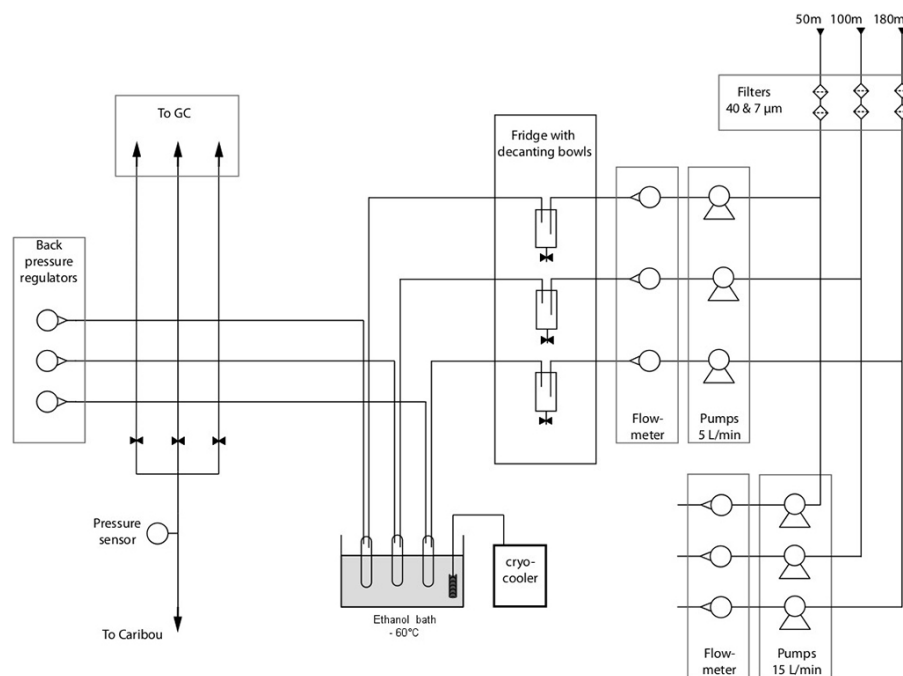 50m 100m 180m
Filters
40 & 7 µm
To GC
Fridge with
decanting bowls
Back
pressure
regulators
Flow-
meter
Pumps
5 L/min
Pressure
sensor
cryo-
cooler
Ethanol bath
- 60°C
To Caribou
Flow-
meter
Pumps
15 L/min